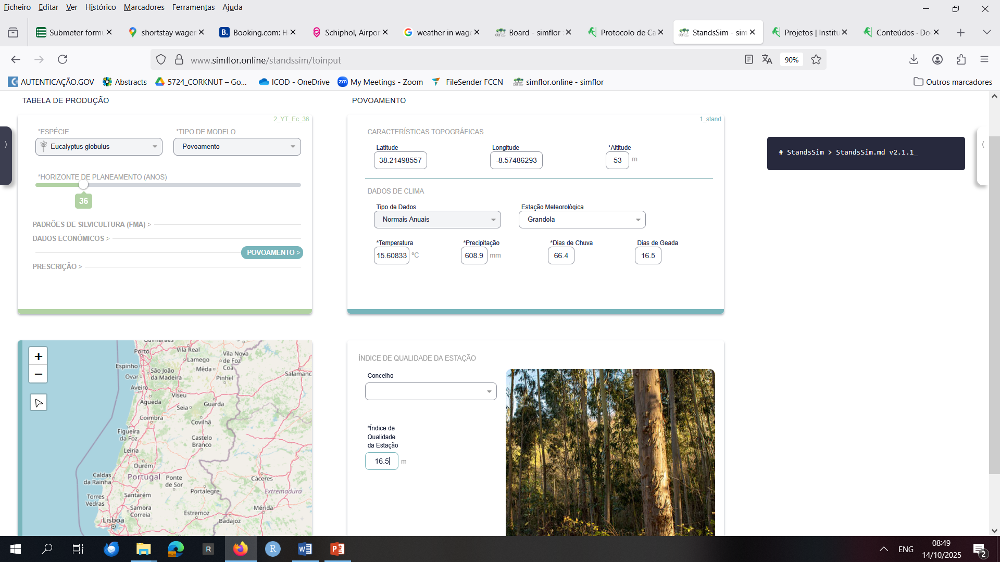 Ficheiro Editar Ver Histórico Marcadores Ferramentas Ajuda
Submeter formu shortstay wager Booking.com: H Schiphol, Airpor weather in wage Board - simflor Protocolo de Ca StandsSim - sim Projetos | Institu Conteúdos · Do
www.simflor.online/standssim/toinput 90%
AUTENTICAÇÃO.GOV Abstracts 5724_CORKNUT – Go... ICOD - OneDrive My Meetings - Zoom FileSender FCCN simflor.online - simflor Outros marcadores
TABELA DE PRODUÇÃO
2_YT_Ec_36
*ESPÉCIE *TIPO DE MODELO
Eucalyptus globulus Povoamento
*HORIZONTE DE PLANEAMENTO (ANOS)
36
PADRÕES DE SILVICULTURA (FMA) >
DADOS ECONÓMICOS >
POVOAMENTO >
PRESCRIÇÃO >
POVOAMENTO
1_stand
CARACTERÍSTICAS TOPOGRÁFICAS
Latitude Longitude *Altitude
38.21498557 -8.57486293 53 m
DADOS DE CLIMA
Tipo de Dados Estação Meteorológica
Normais Anuais Grandola
*Temperatura *Precipitação *Dias de Chuva Dias de Geada
15.60833 ºC 608.9 mm 66.4 16.5
# StandsSim > StandsSim.md v2.1.1_
+
−
Porto
Vila Real
Vila Nova
de Foz
Coa
Lamego
Espinho
São João
da Madeira
Mêda
Pinhel
Ovar
Salamanc
Aveiro
Viseu
Águeda
Guarda
Seia
Coimbra
Covilhã
Figueira
da Foz
Castelo
Branco
Leiria
Ourém
Caldas
da Rainha
Portugal
Ponte
de Sor
Cáceres
Santarém
Portalegre
Extremadura
Torres
Vedras
Samora
Correia
Mérida
Estremoz
Badajoz
Lisboa
ÍNDICE DE QUALIDADE DA ESTAÇÃO
Concelho
*Índice de
Qualidade
da Estação
16.5 m
R R W P
ENG
08:49
14/10/2025
2